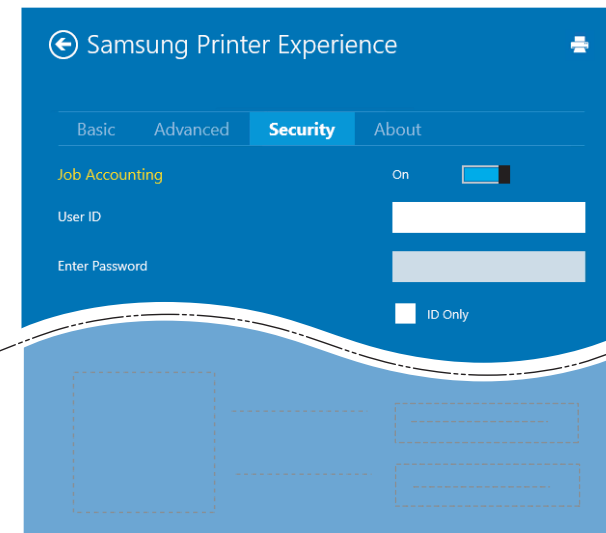 Samsung Printer Experience
Basic Advanced Security About
Job Accounting On
User ID
Enter Password
ID Only